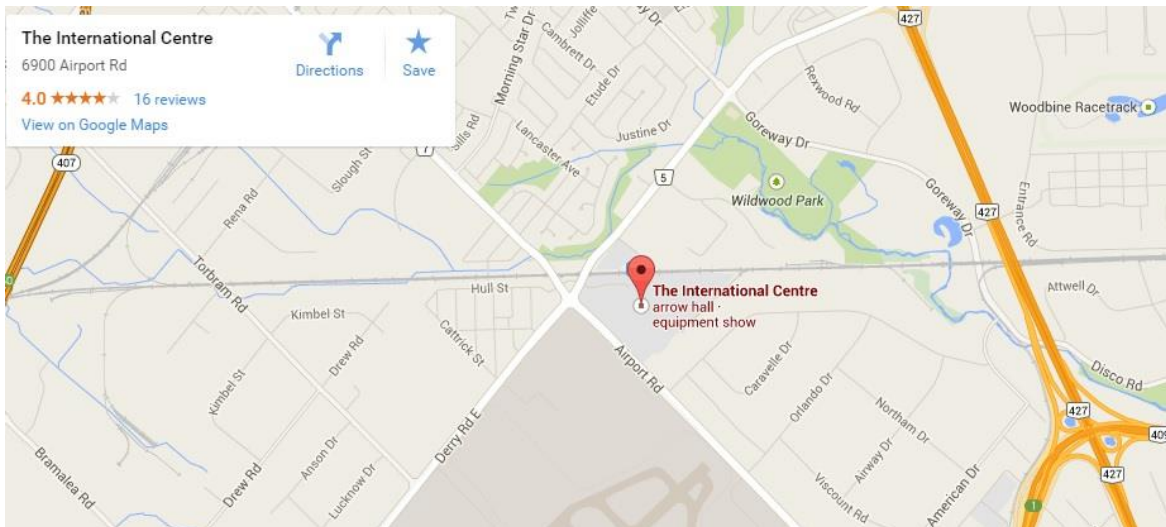 The International Centre
6900 Airport Rd
4.0
16 reviews
View on Google Maps
Directions
Save
Morning Star Dr
Jolliffe
Cambrett Dr
Etude Dr
Goreway Dr
427
Rexwood Rd
Woodbine Racetrack
Justine Dr
Goreway Dr
Sills Rd
Lancaster Ave
7
407
Slough St
5
Wildwood Park
Goreway Dr
427
Entrance Rd
Rena Rd
Torbram Rd
Hull St
The International Centre
arrow hall ·
equipment show
Attwell Dr
Kimbel St
Cattrick St
Drew Rd
Airport Rd
Caravelle Dr
Disco Rd
Kimbel St
Orlando Dr
427
Northam Dr
409
Derry Rd E
Anson Dr
Airway Dr
Bramalea Rd
Drew Rd
Lucknow Dr
Viscount Rd
American Dr
427
1